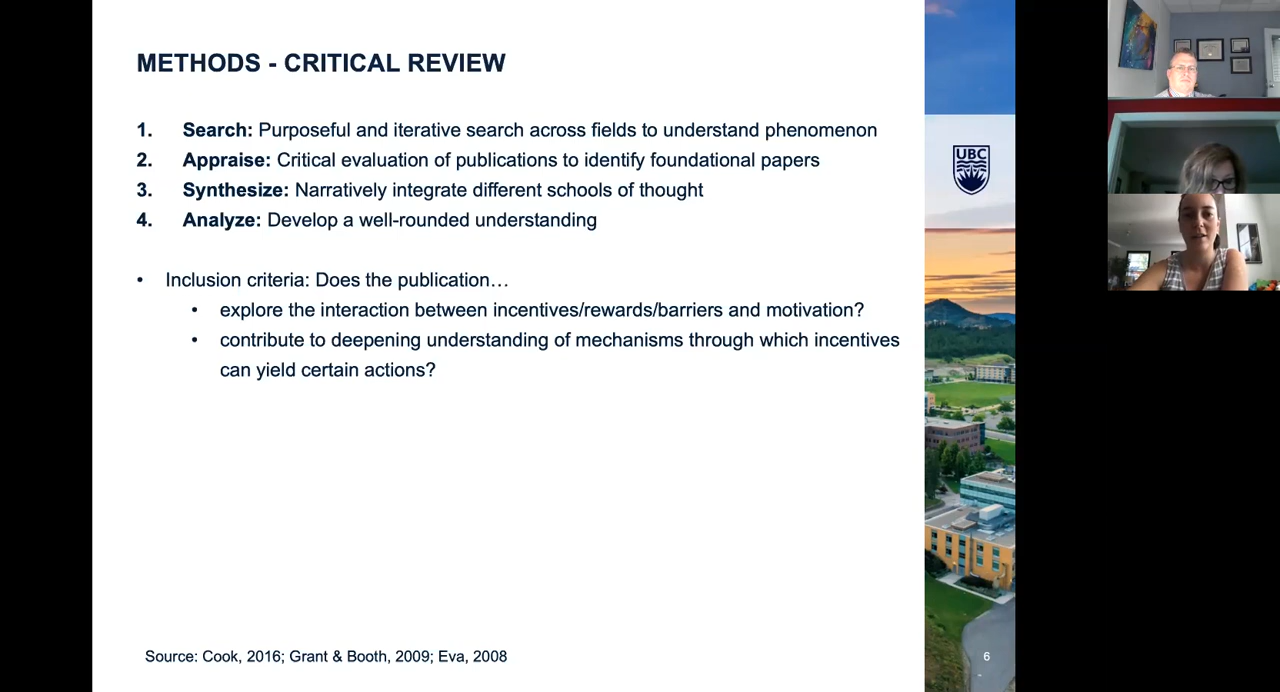 METHODS - CRITICAL REVIEW
1. Search: Purposeful and iterative search across fields to understand phenomenon
2. Appraise: Critical evaluation of publications to identify foundational papers
3. Synthesize: Narratively integrate different schools of thought
4. Analyze: Develop a well-rounded understanding
• Inclusion criteria: Does the publication…
• explore the interaction between incentives/rewards/barriers and motivation?
• contribute to deepening understanding of mechanisms through which incentives
can yield certain actions?
Source: Cook, 2016; Grant & Booth, 2009; Eva, 2008
UBC
6